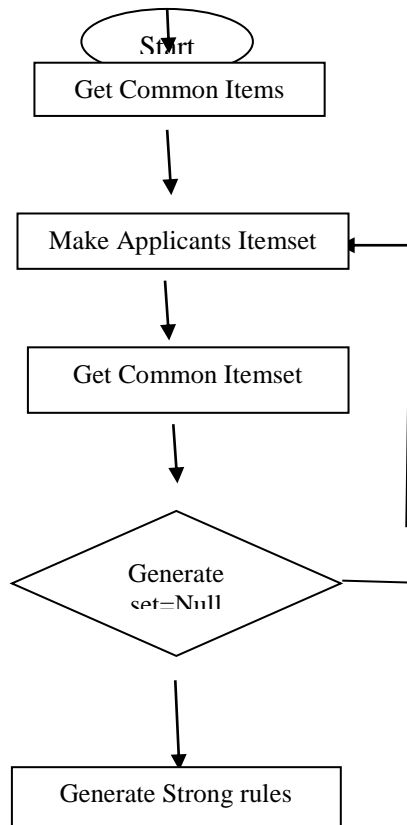 Start
Get Common Items
Make Applicants Itemset
Get Common Itemset
Generate
set=Null
Generate Strong rules